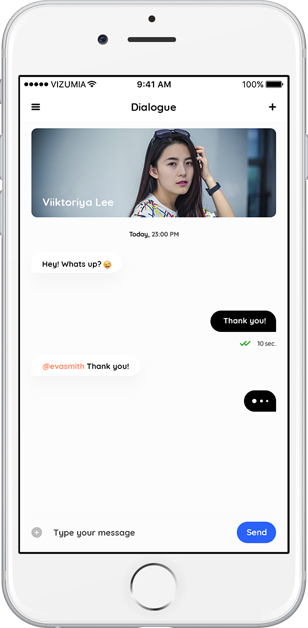 VIZUMIA 9:41 AM 100%
Dialogue +
Viiktoriya Lee
Today, 23:00 PM
Hey! Whats up? 😜
Thank you!
10 sec.
@evasmith Thank you!
Type your message Send